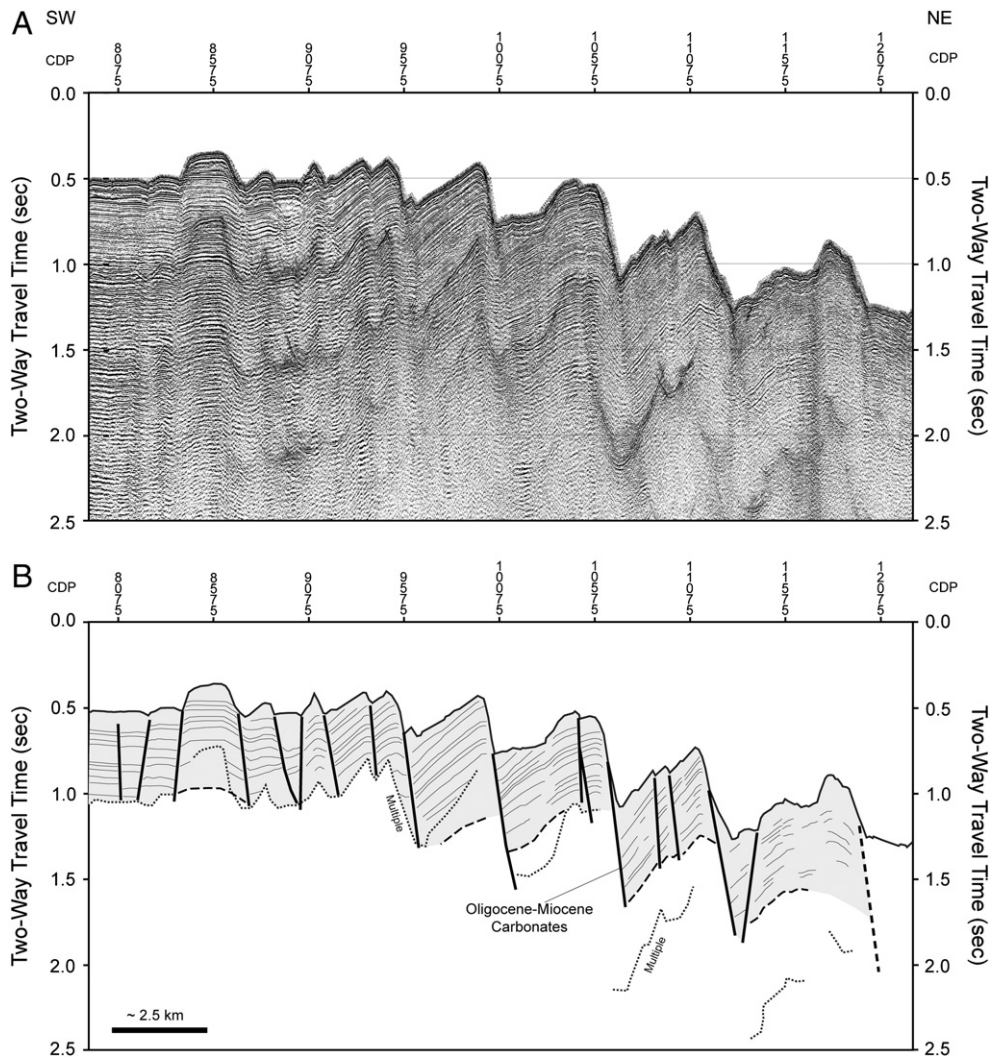 A
SW
NE
CDP
8075
8575
9075
9575
10075
10575
11075
11575
12075
CDP
0.0
0.5
1.0
1.5
2.0
2.5
Two-Way Travel Time (sec)
0.0
0.5
1.0
1.5
2.0
2.5
Two-Way Travel Time (sec)
B
CDP
8075
8575
9075
9575
10075
10575
11075
11575
12075
CDP
0.0
0.5
1.0
1.5
2.0
2.5
Two-Way Travel Time (sec)
0.0
0.5
1.0
1.5
2.0
2.5
Two-Way Travel Time (sec)
Multiple
Oligocene-Miocene
Carbonates
Multiple
~ 2.5 km